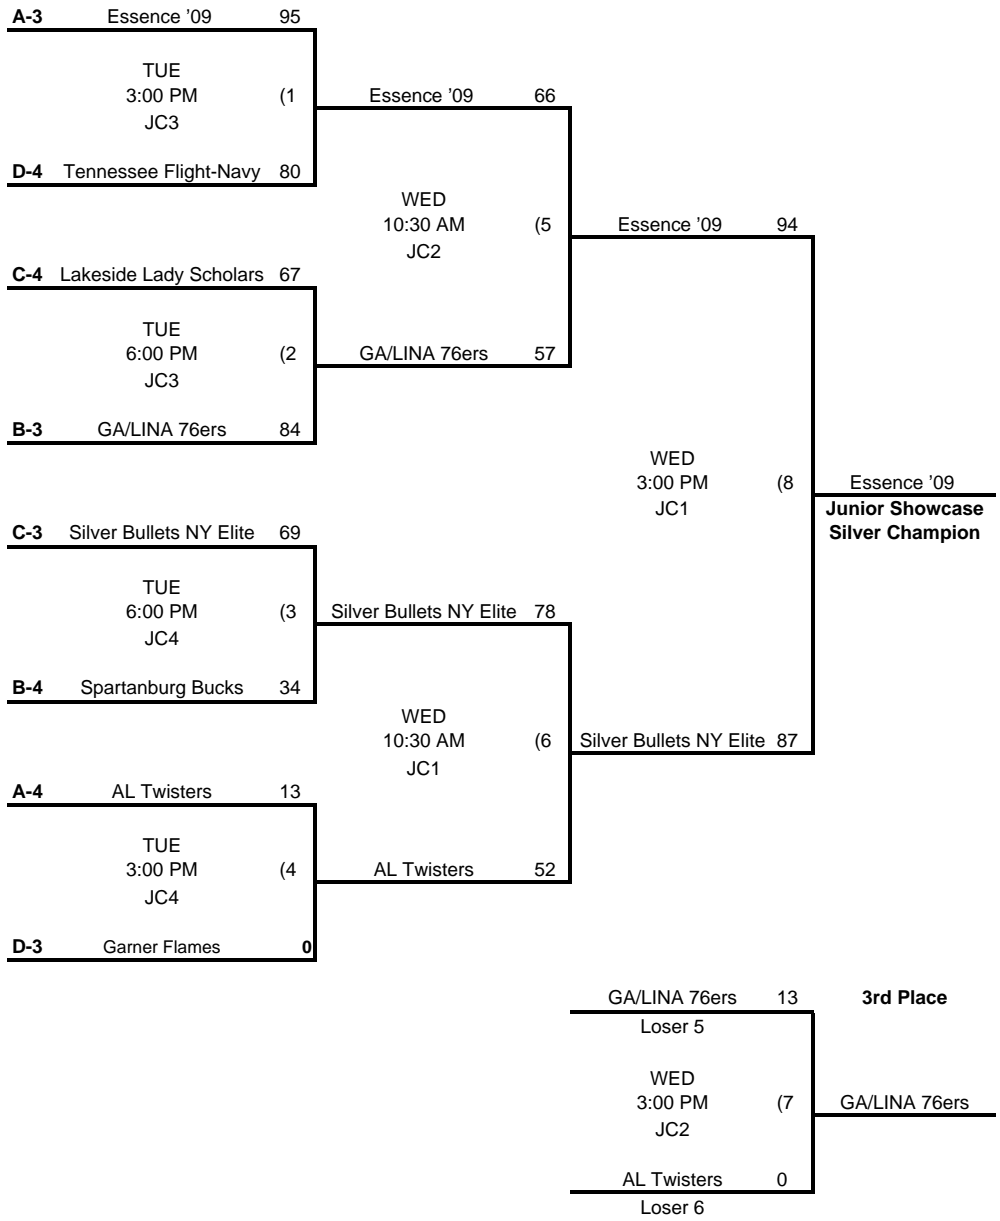 A-3 Essence '09 95
TUE
3:00 PM (1
JC3
Essence '09 66
D-4 Tennessee Flight-Navy 80
WED
10:30 AM (5
JC2
Essence '09 94
C-4 Lakeside Lady Scholars 67
TUE
6:00 PM (2
JC3
GA/LINA 76ers 57
B-3 GA/LINA 76ers 84
WED
3:00 PM (8
JC1
Essence '09
Junior Showcase
Silver Champion
C-3 Silver Bullets NY Elite 69
TUE
6:00 PM (3
JC4
Silver Bullets NY Elite 78
B-4 Spartanburg Bucks 34
WED
10:30 AM (6
JC1
Silver Bullets NY Elite 87
A-4 AL Twisters 13
TUE
3:00 PM (4
JC4
AL Twisters 52
D-3 Garner Flames 0
GA/LINA 76ers 13 3rd Place
Loser 5
WED
3:00 PM (7
JC2
GA/LINA 76ers
AL Twisters 0
Loser 6